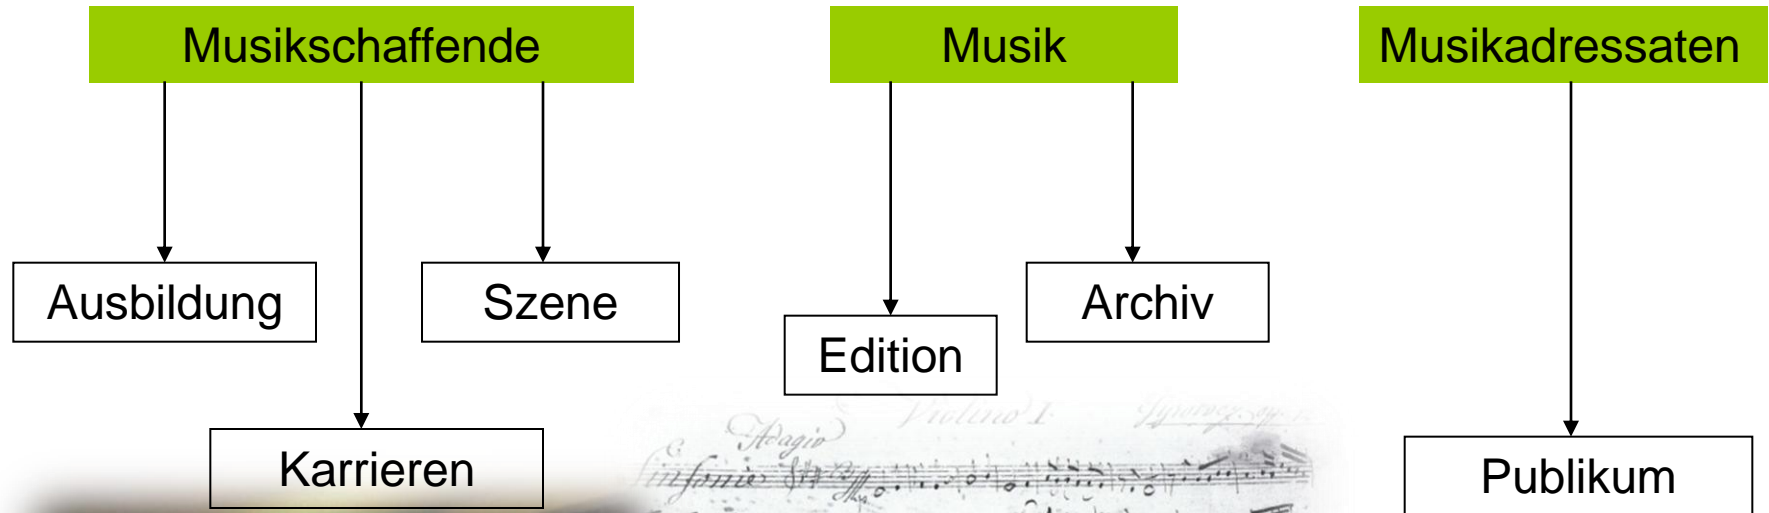 Musikschaffende
Musik
Musikadressaten
Ausbildung
Szene
Archiv
Edition
Karrieren
Publikum
Violino I.
Adagio
Sinfonie